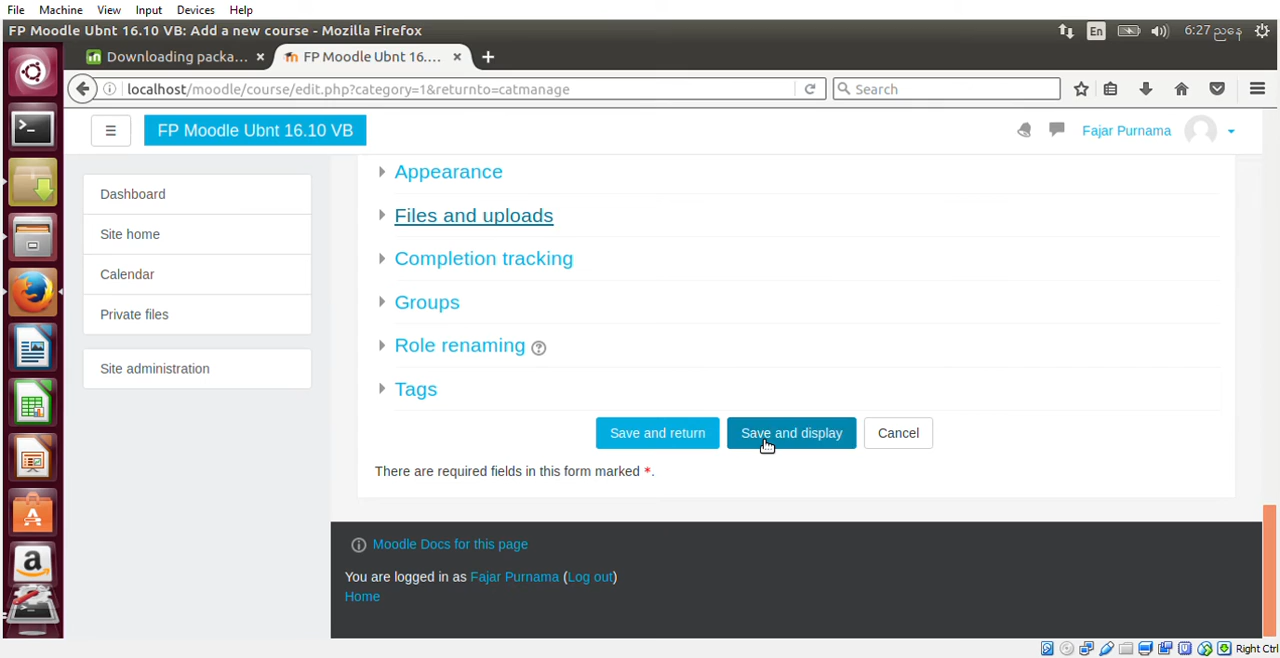 File Machine View Input Devices Help
FP Moodle Ubnt 16.10 VB: Add a new course - Mozilla Firefox
En 6:27 ညနေ
Downloading packa... × FP Moodle Ubnt 16.... × +
localhost/moodle/course/edit.php?category=1&returnto=catmanage
Search
FP Moodle Ubnt 16.10 VB
Fajar Purnama
Dashboard
Site home
Calendar
Private files
Site administration
Appearance
Files and uploads
Completion tracking
Groups
Role renaming ?
Tags
Save and return Save and display Cancel
There are required fields in this form marked *.
Moodle Docs for this page
You are logged in as Fajar Purnama (Log out)
Home
Right Ctrl